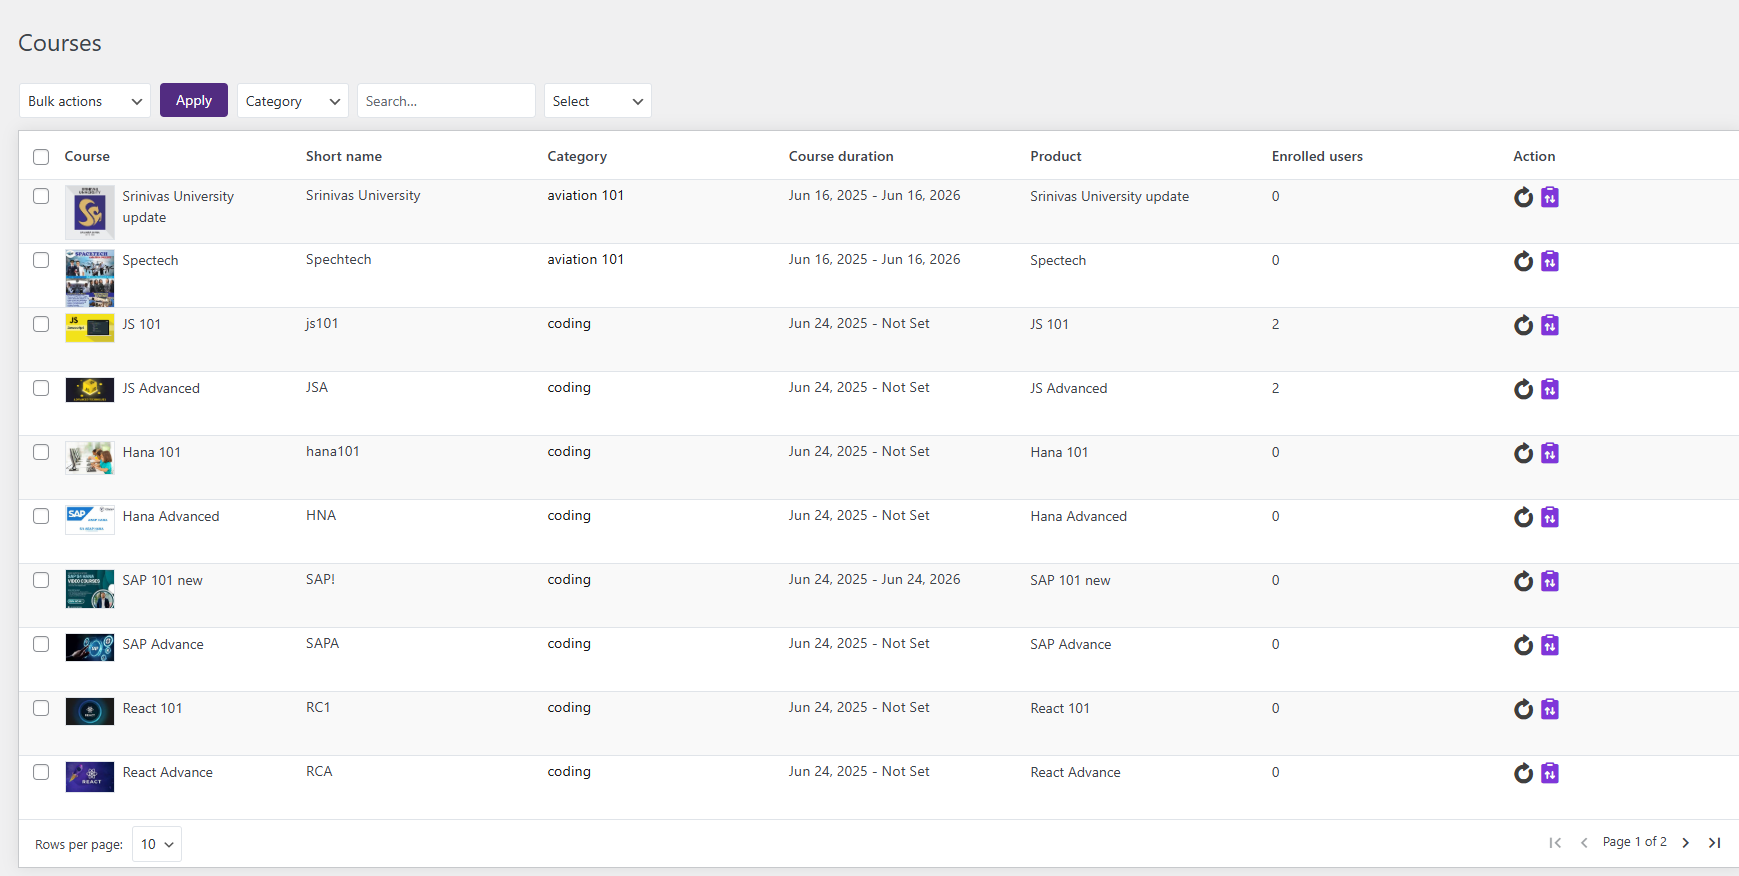 Courses
Bulk actions Apply Category Search... Select
Course Short name Category Course duration Product Enrolled users Action
Srinivas University update Srinivas University aviation 101 Jun 16, 2025 - Jun 16, 2026 Srinivas University update 0
SPACETECH
Spectech Spechtech aviation 101 Jun 16, 2025 - Jun 16, 2026 Spectech 0
JS
JS 101 js101 coding Jun 24, 2025 - Not Set JS 101 2
JS Advanced JSA coding Jun 24, 2025 - Not Set JS Advanced 2
Hana 101 hana101 coding Jun 24, 2025 - Not Set Hana 101 0
SAP
Hana Advanced HNA coding Jun 24, 2025 - Not Set Hana Advanced 0
VIDEO COURSES
SAP 101 new SAP! coding Jun 24, 2025 - Jun 24, 2026 SAP 101 new 0
SAP Advance SAPA coding Jun 24, 2025 - Not Set SAP Advance 0
React 101 RC1 coding Jun 24, 2025 - Not Set React 101 0
REACT
React Advance RCA coding Jun 24, 2025 - Not Set React Advance 0
Rows per page: 10 Page 1 of 2